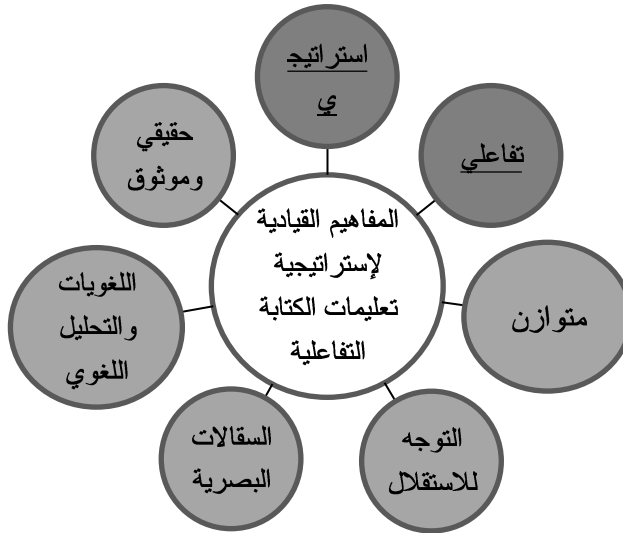 استراتيج
ي
تفاعلي
متوازن
التوجه
للاستقلال
السقالات
البصرية
اللغويات
والتحليل
اللغوي
حقيقي
وموثوق
المفاهيم القيادية
لإستراتيجية
تعليمات الكتابة
التفاعلية